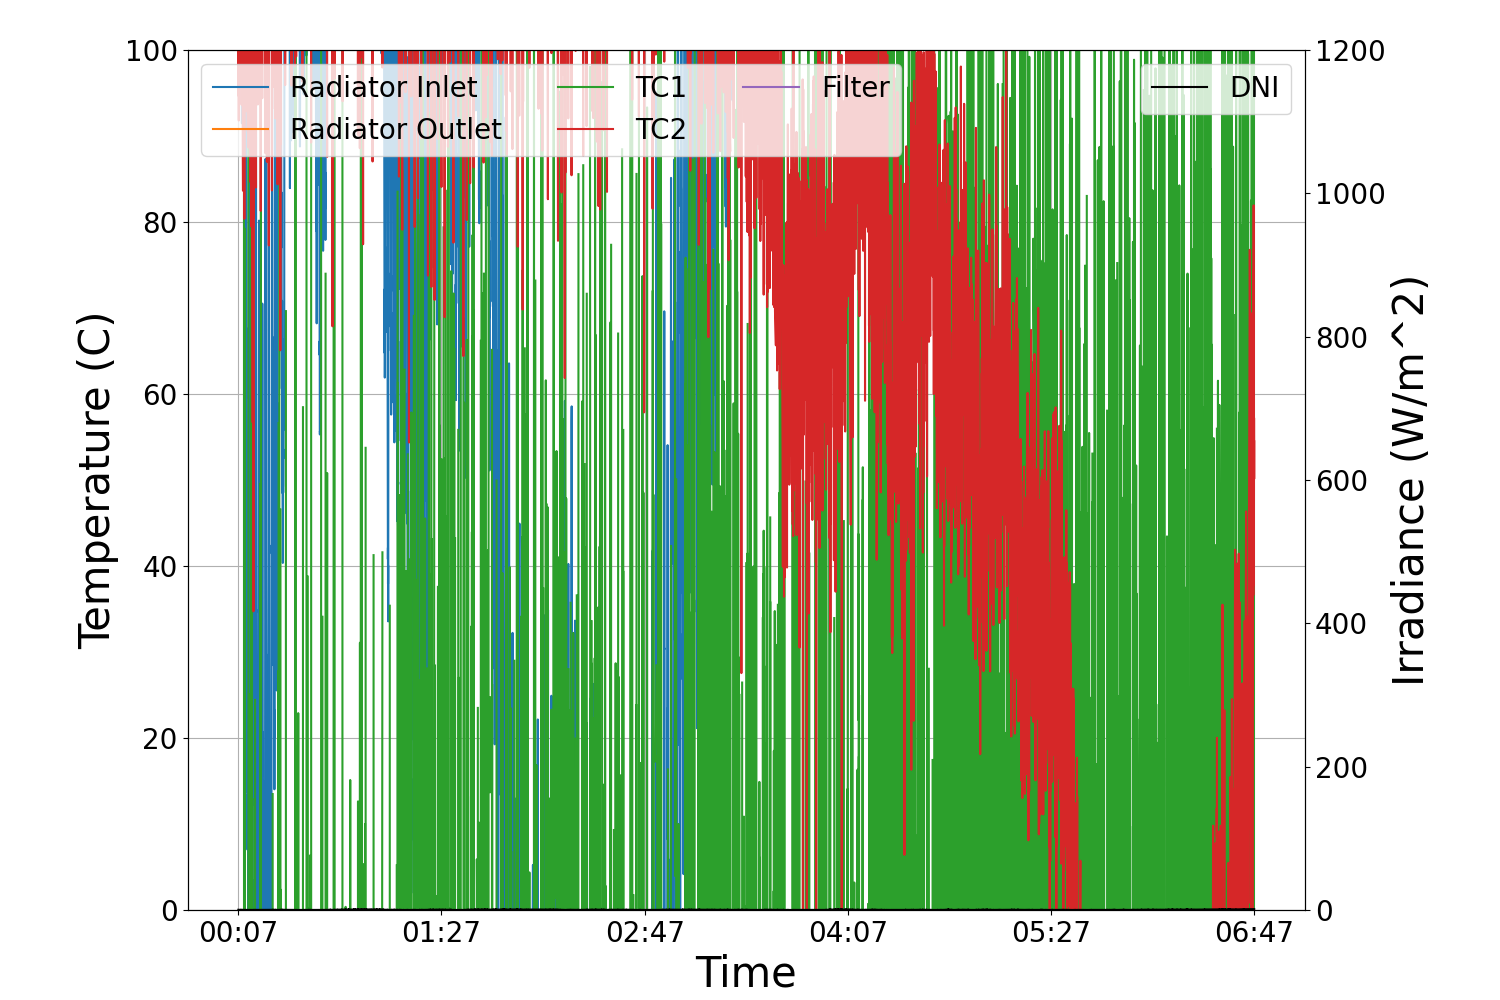 100
80
60
40
20
0
Temperature (C)
Radiator Inlet
Radiator Outlet
TC1
TC2
Filter
DNI
1200
1000
800
600
400
200
0
Irradiance (W/m^2)
00:07
01:27
02:47
04:07
05:27
06:47
Time